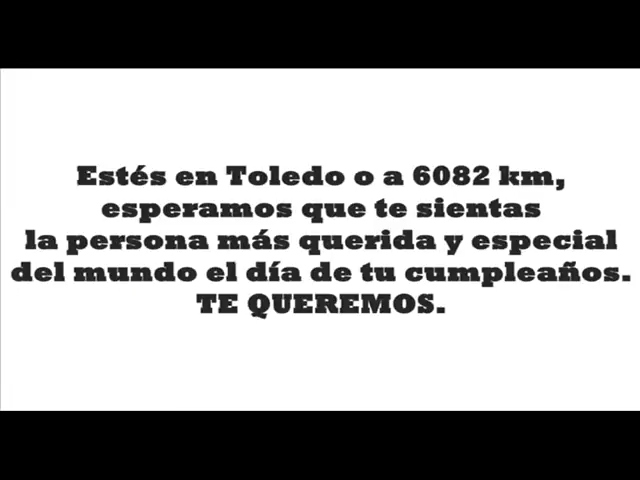 Estés en Toledo o a 6082 km,
esperamos que te sientas
la persona más querida y especial
del mundo el día de tu cumpleaños.
TE QUEREMOS.